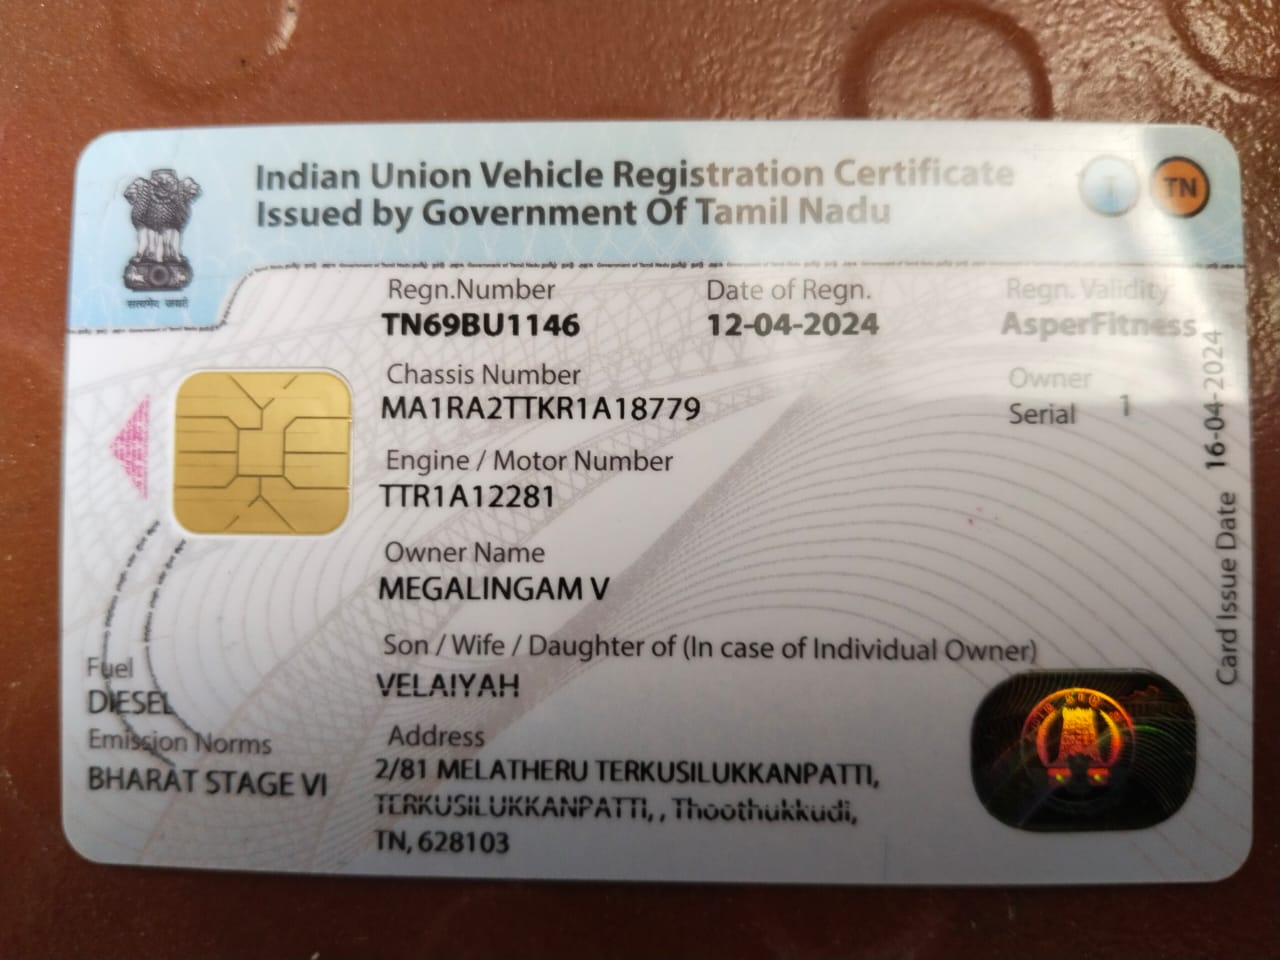 Indian Union Vehicle Registration Certificate
Issued by Government Of Tamil Nadu
TN
सत्यमेव जयते
Regn.Number
TN69BU1146
Date of Regn.
12-04-2024
Regn. Validity
AsperFitness
Chassis Number
MA1RA2TTKR1A18779
Owner
Serial 1
Engine / Motor Number
TTR1A12281
Owner Name
MEGALINGAM V
Son / Wife / Daughter of (In case of Individual Owner)
VELAIYAH
Fuel
DIESEL
Emission Norms
BHARAT STAGE VI
Address
2/81 MELATHERU TERKUSILUKKANPATTI,
TERKUSILUKKANPATTI, , Thoothukkudi,
TN, 628103
Card Issue Date 16-04-2024